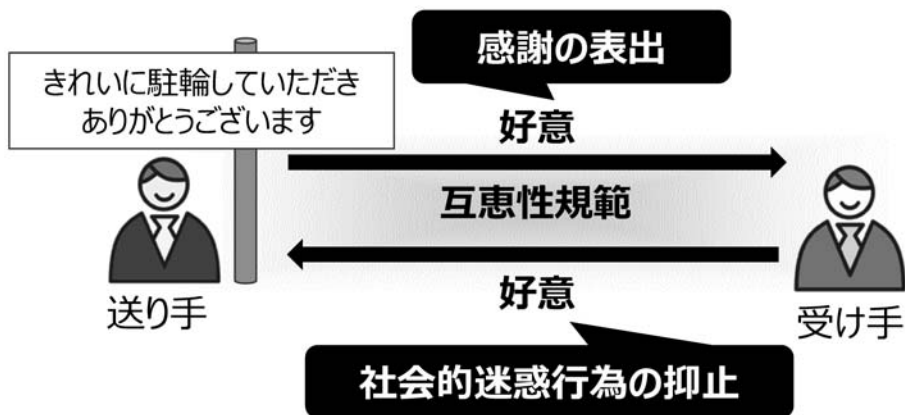 感謝の表出
きれいに駐輪していただき
ありがとうございます
好意
互恵性規範
好意
送り手
受け手
社会的迷惑行為の抑止